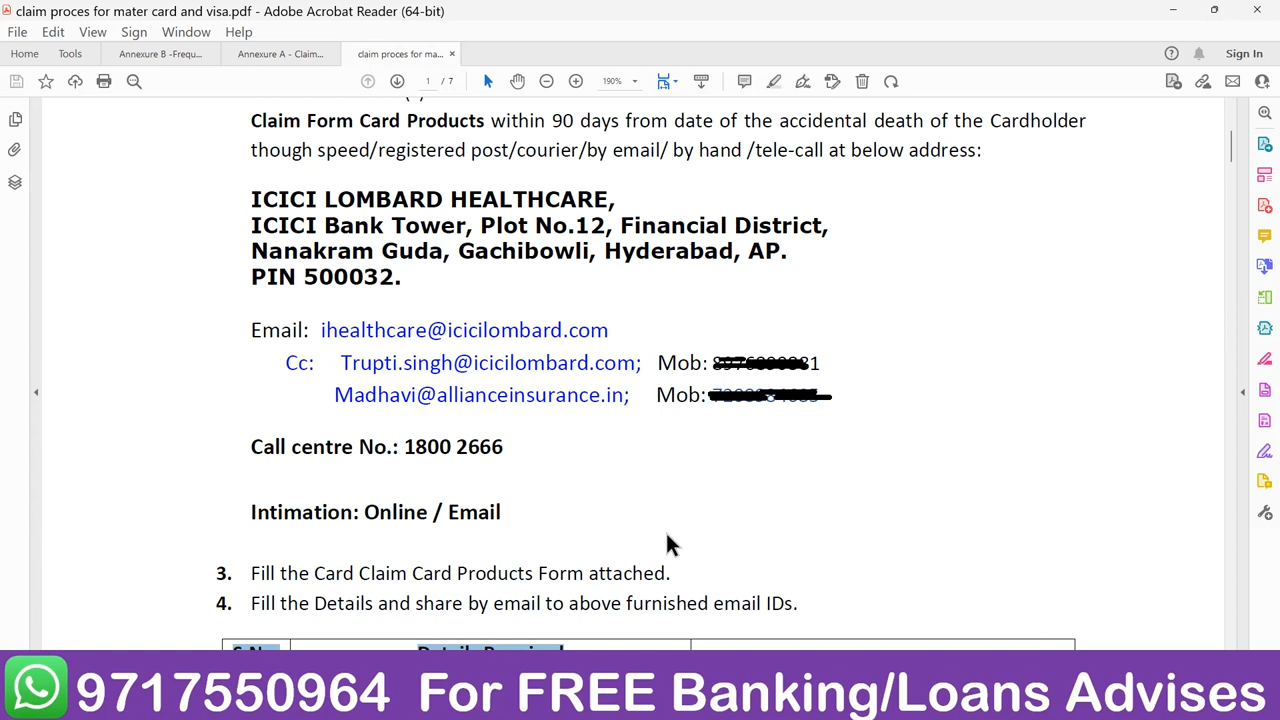 claim proces for mater card and visa.pdf - Adobe Acrobat Reader (64-bit)
File Edit View Sign Window Help
Home Tools Annexure B -Frequ... Annexure A - Claim... claim proces for ma... ×
Sign In
1 / 7 190%
Claim Form Card Products within 90 days from date of the accidental death of the Cardholder
though speed/registered post/courier/by email/ by hand /tele-call at below address:
ICICI LOMBARD HEALTHCARE,
ICICI Bank Tower, Plot No.12, Financial District,
Nanakram Guda, Gachibowli, Hyderabad, AP.
PIN 500032.
Email: ihealthcare@icicilombard.com
Cc: Trupti.singh@icicilombard.com; Mob:
Madhavi@allianceinsurance.in; Mob:
Call centre No.: 1800 2666
Intimation: Online / Email
3. Fill the Card Claim Card Products Form attached.
4. Fill the Details and share by email to above furnished email IDs.
9717550964 For FREE Banking/Loans Advises